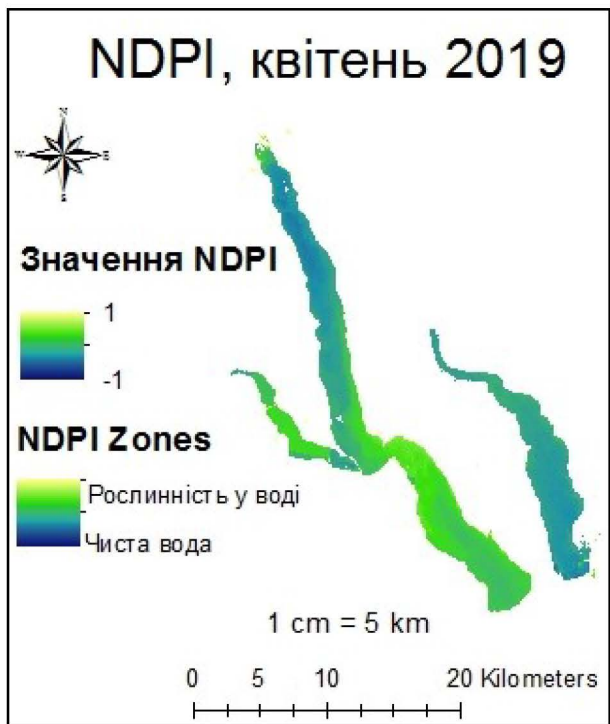 NDPI, квітень 2019
N
W E
S
Значення NDPI
1
-1
NDPI Zones
Рослинність у воді
Чиста вода
1 cm = 5 km
0 5 10 20 Kilometers